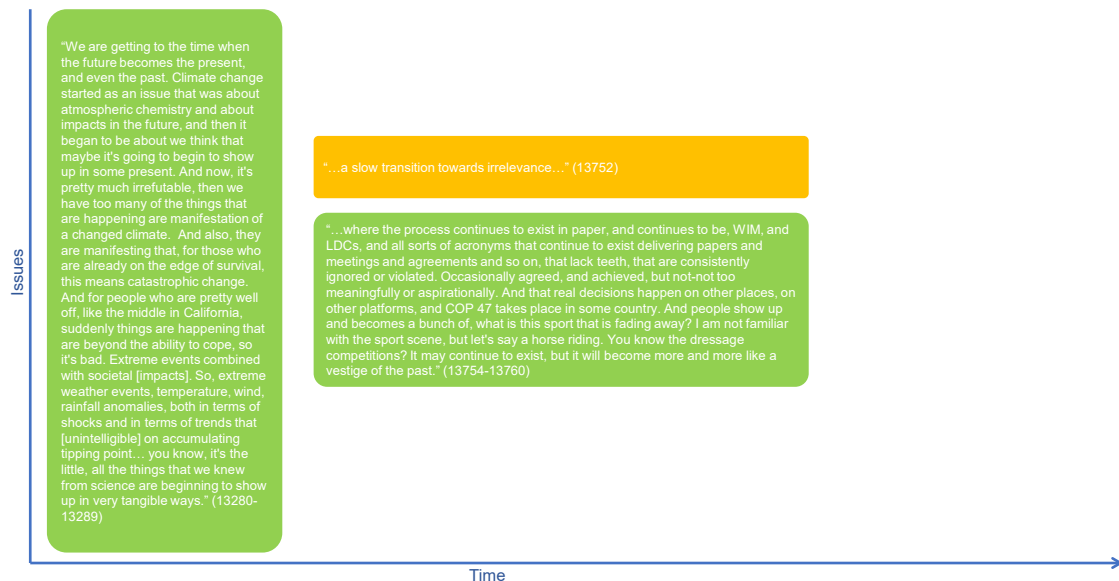 “We are getting to the time when
the future becomes the present,
and even the past. Climate change
started as an issue that was about
atmospheric chemistry and about
impacts in the future, and then it
began to be about we think that
maybe it's going to begin to show
up in some present. And now, it's
pretty much irrefutable, then we
have too many of the things that
are happening are manifestation of
a changed climate.  And also, they
are manifesting that, for those who
are already on the edge of survival,
this means catastrophic change.
And for people who are pretty well
off, like the middle in California,
suddenly things are happening that
are beyond the ability to cope, so
it's bad. Extreme events combined
with societal [impacts]. So, extreme
weather events, temperature, wind,
rainfall anomalies, both in terms of
shocks and in terms of trends that
[unintelligible] on accumulating
tipping point… you know, it's the
little, all the things that we knew
from science are beginning to show
up in very tangible ways.” (13280-
13289)
“…a slow transition towards irrelevance…” (13752)
“…where the process continues to exist in paper, and continues to be, WIM, and
LDCs, and all sorts of acronyms that continue to exist delivering papers and
meetings and agreements and so on, that lack teeth, that are consistently
ignored or violated. Occasionally agreed, and achieved, but not-not too
meaningfully or aspirationally. And that real decisions happen on other places, on
other platforms, and COP 47 takes place in some country. And people show up
and becomes a bunch of, what is this sport that is fading away? I am not familiar
with the sport scene, but let's say a horse riding. You know the dressage
competitions? It may continue to exist, but it will become more and more like a
vestige of the past.” (13754-13760)
Issues
Time